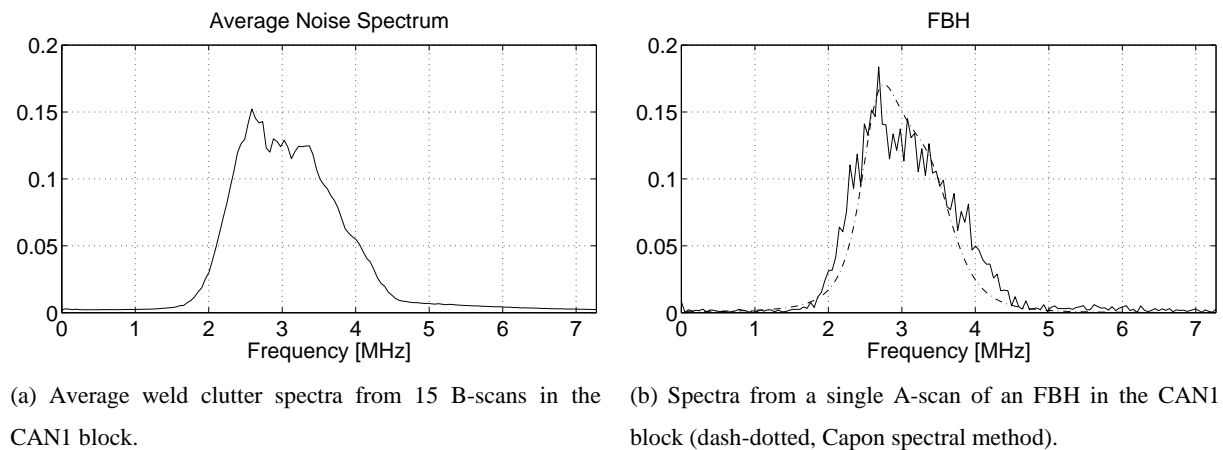 Average Noise Spectrum
0.2
0.15
0.1
0.05
0
0 1 2 3 4 5 6 7
Frequency [MHz]
(a) Average weld clutter spectra from 15 B-scans in the
CAN1 block.
FBH
0.2
0.15
0.1
0.05
0
0 1 2 3 4 5 6 7
Frequency [MHz]
(b) Spectra from a single A-scan of an FBH in the CAN1
block (dash-dotted, Capon spectral method).